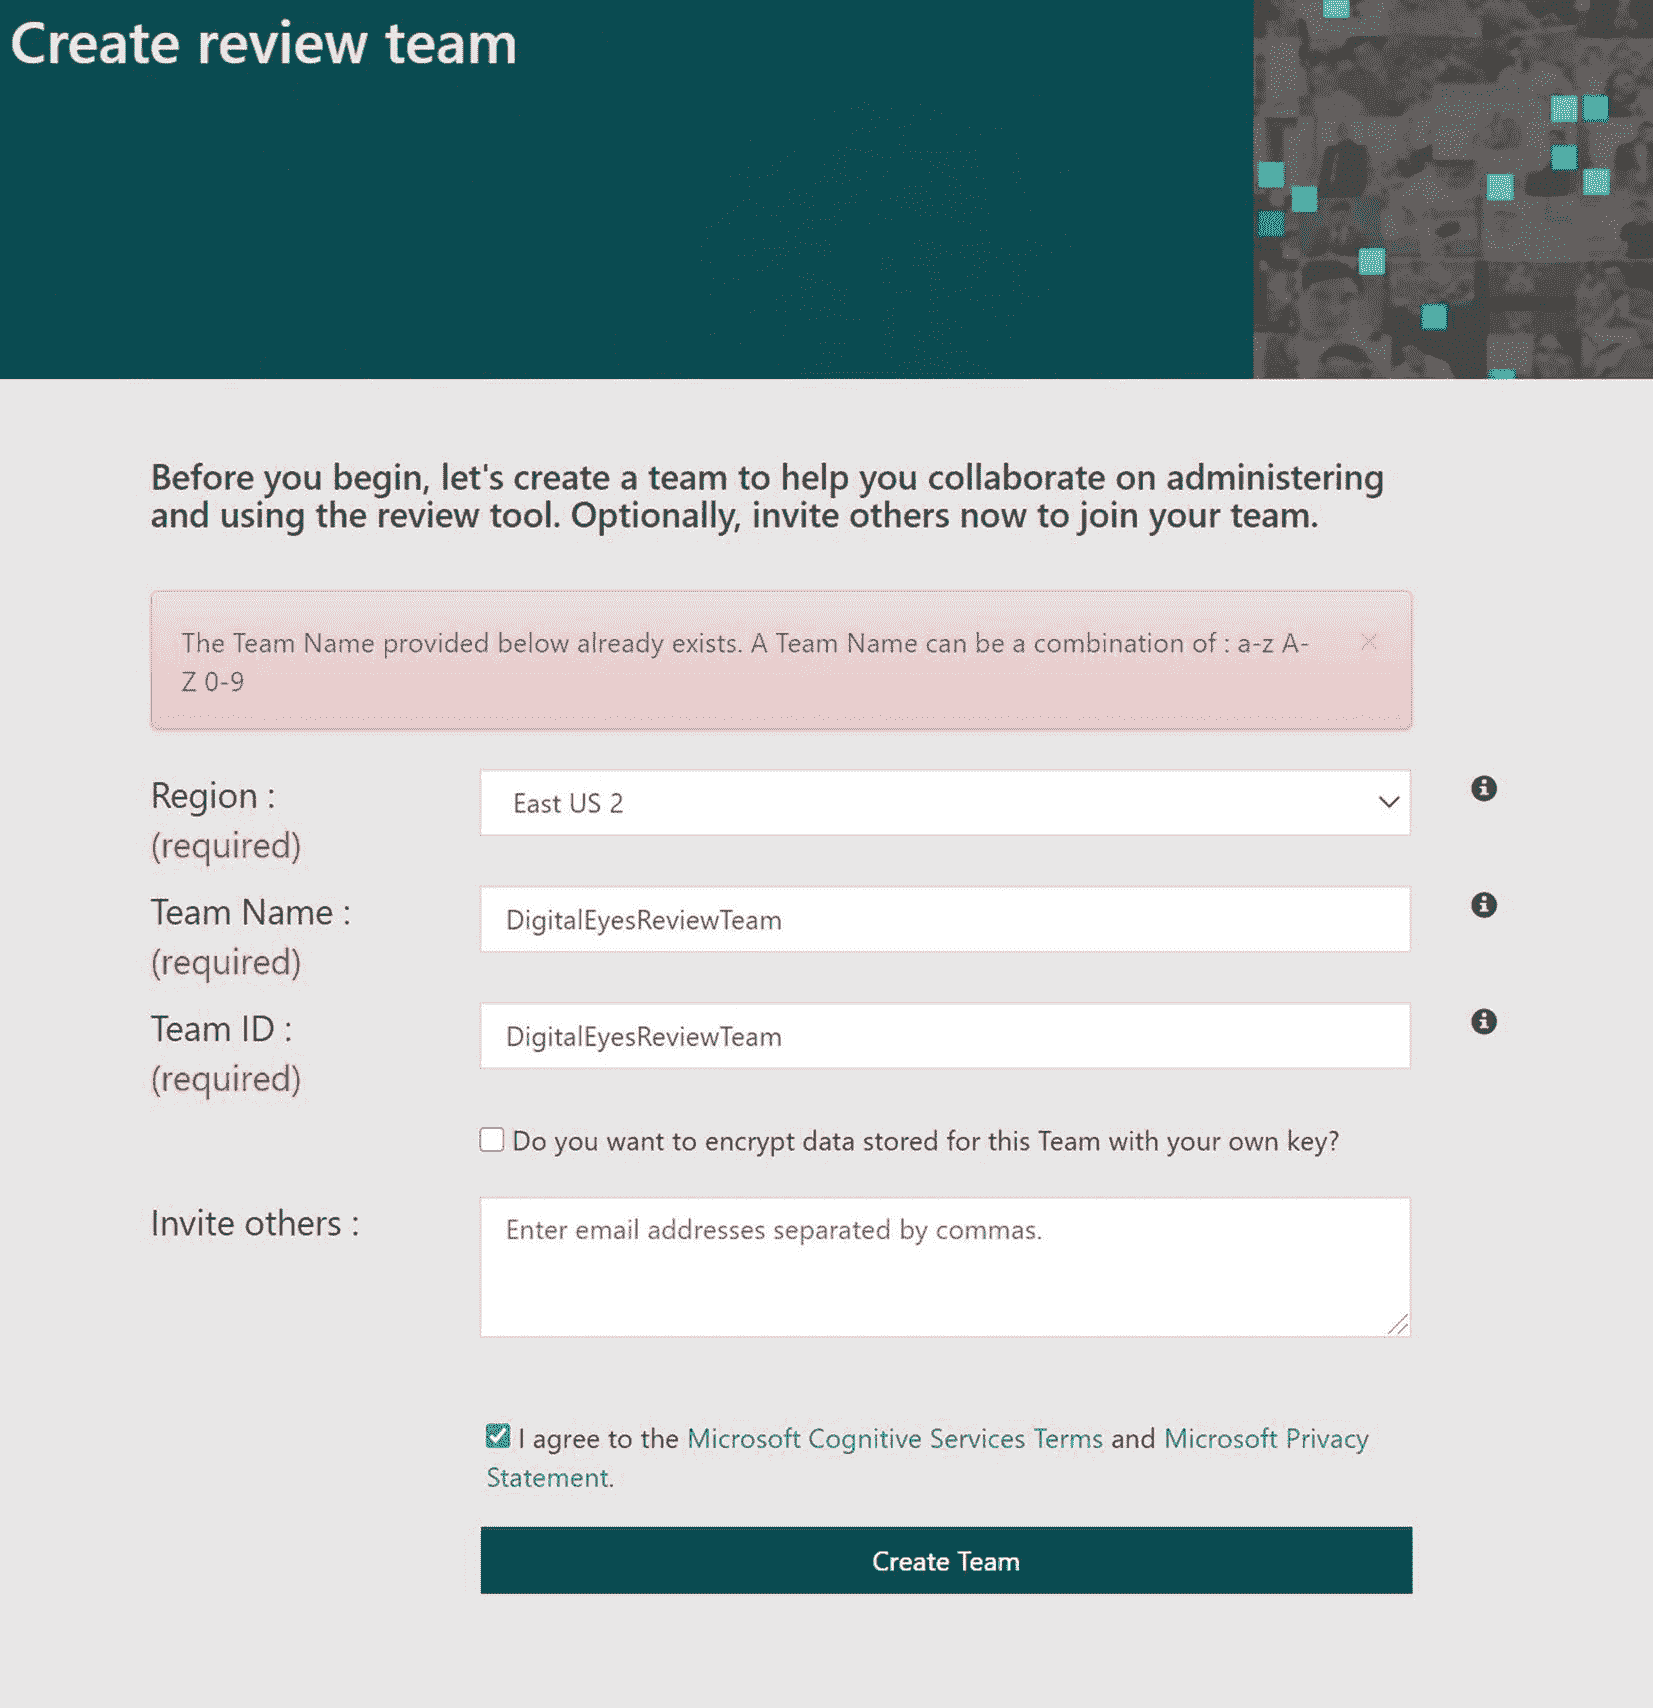 Create review team
Before you begin, let's create a team to help you collaborate on administering
and using the review tool. Optionally, invite others now to join your team.
The Team Name provided below already exists. A Team Name can be a combination of : a-z A-
Z 0-9
Region :
(required)
East US 2
Team Name :
(required)
DigitalEyesReviewTeam
Team ID :
(required)
DigitalEyesReviewTeam
Do you want to encrypt data stored for this Team with your own key?
Invite others :
Enter email addresses separated by commas.
I agree to the Microsoft Cognitive Services Terms and Microsoft Privacy
Statement.
Create Team